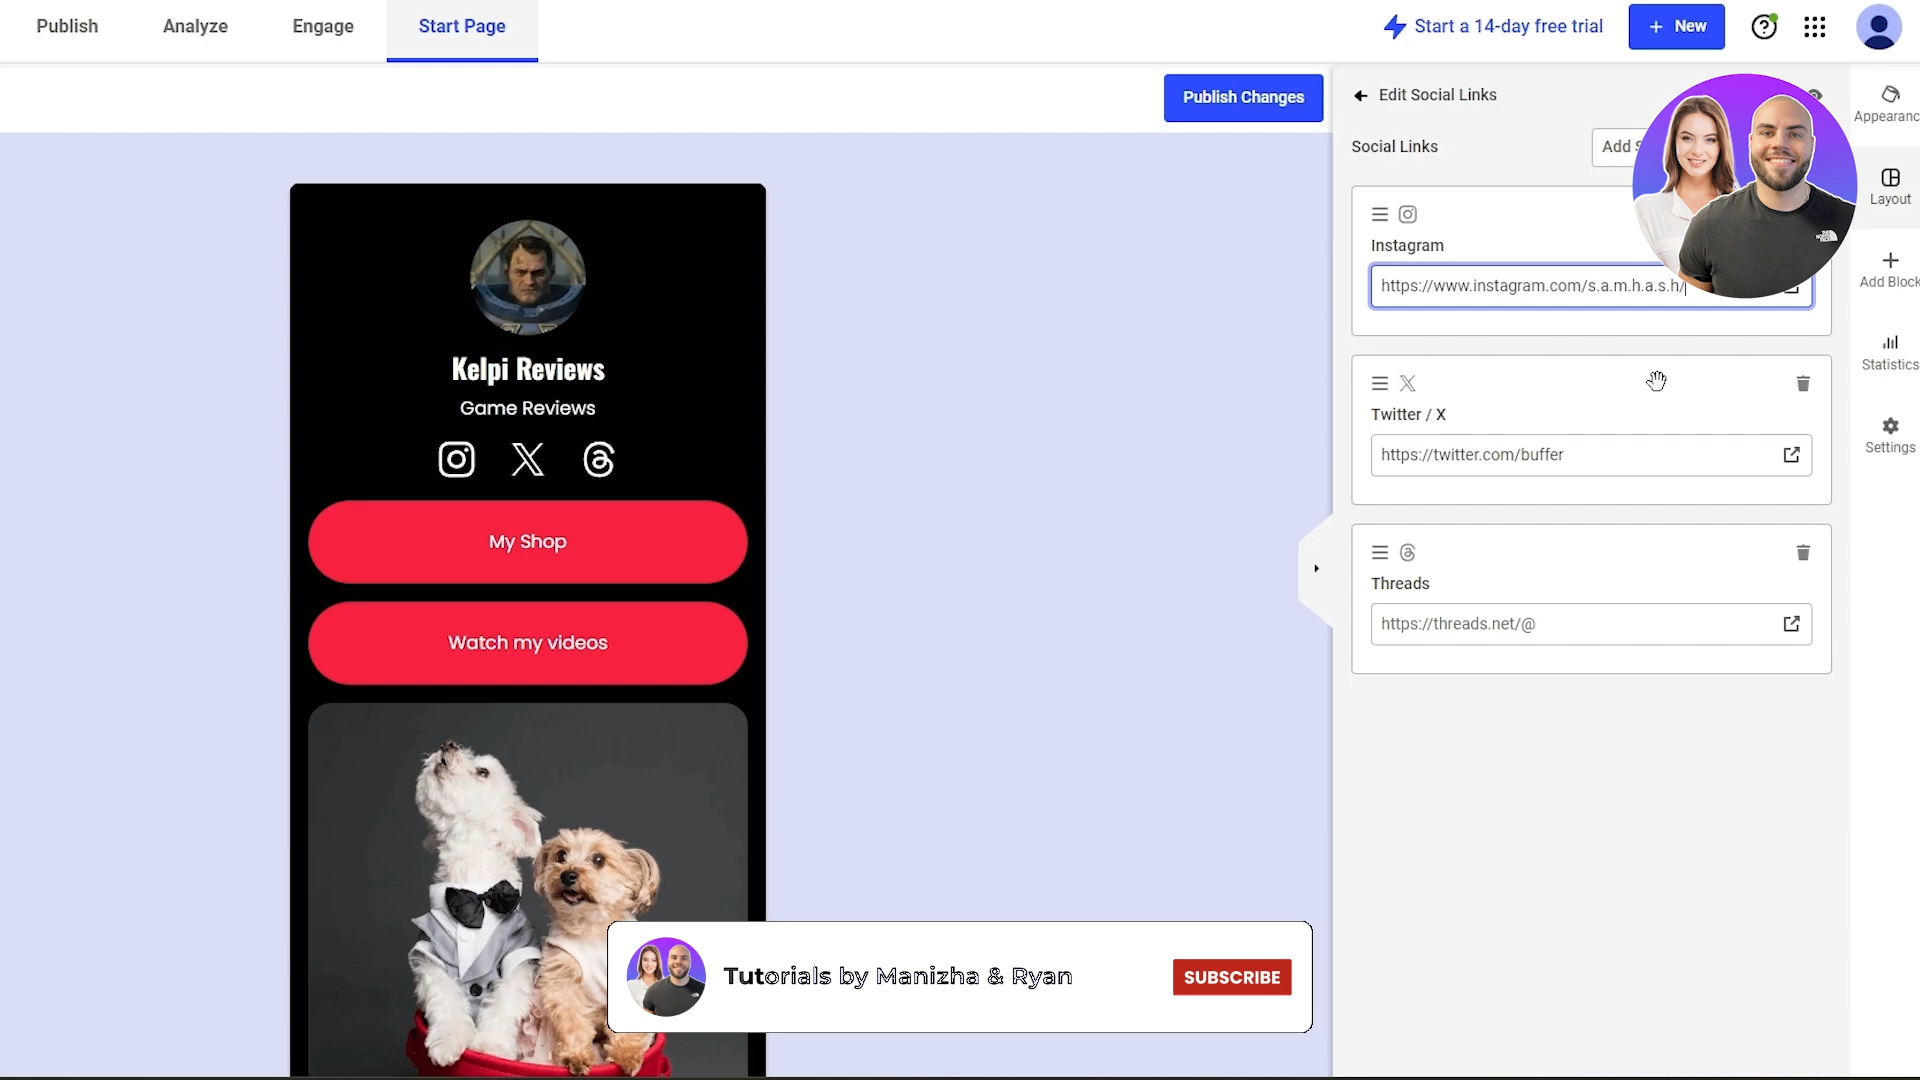 Publish
Analyze
Engage
Start Page
Start a 14-day free trial
+ New
Publish Changes
Edit Social Links
Social Links
Add
Appearanc
Layout
Add Block
Statistics
Settings
Instagram
https://www.instagram.com/s.a.m.h.a.s.h/
Twitter / X
https://twitter.com/buffer
Threads
https://threads.net/@
Kelpi Reviews
Game Reviews
My Shop
Watch my videos
Tutorials by Manizha & Ryan
SUBSCRIBE